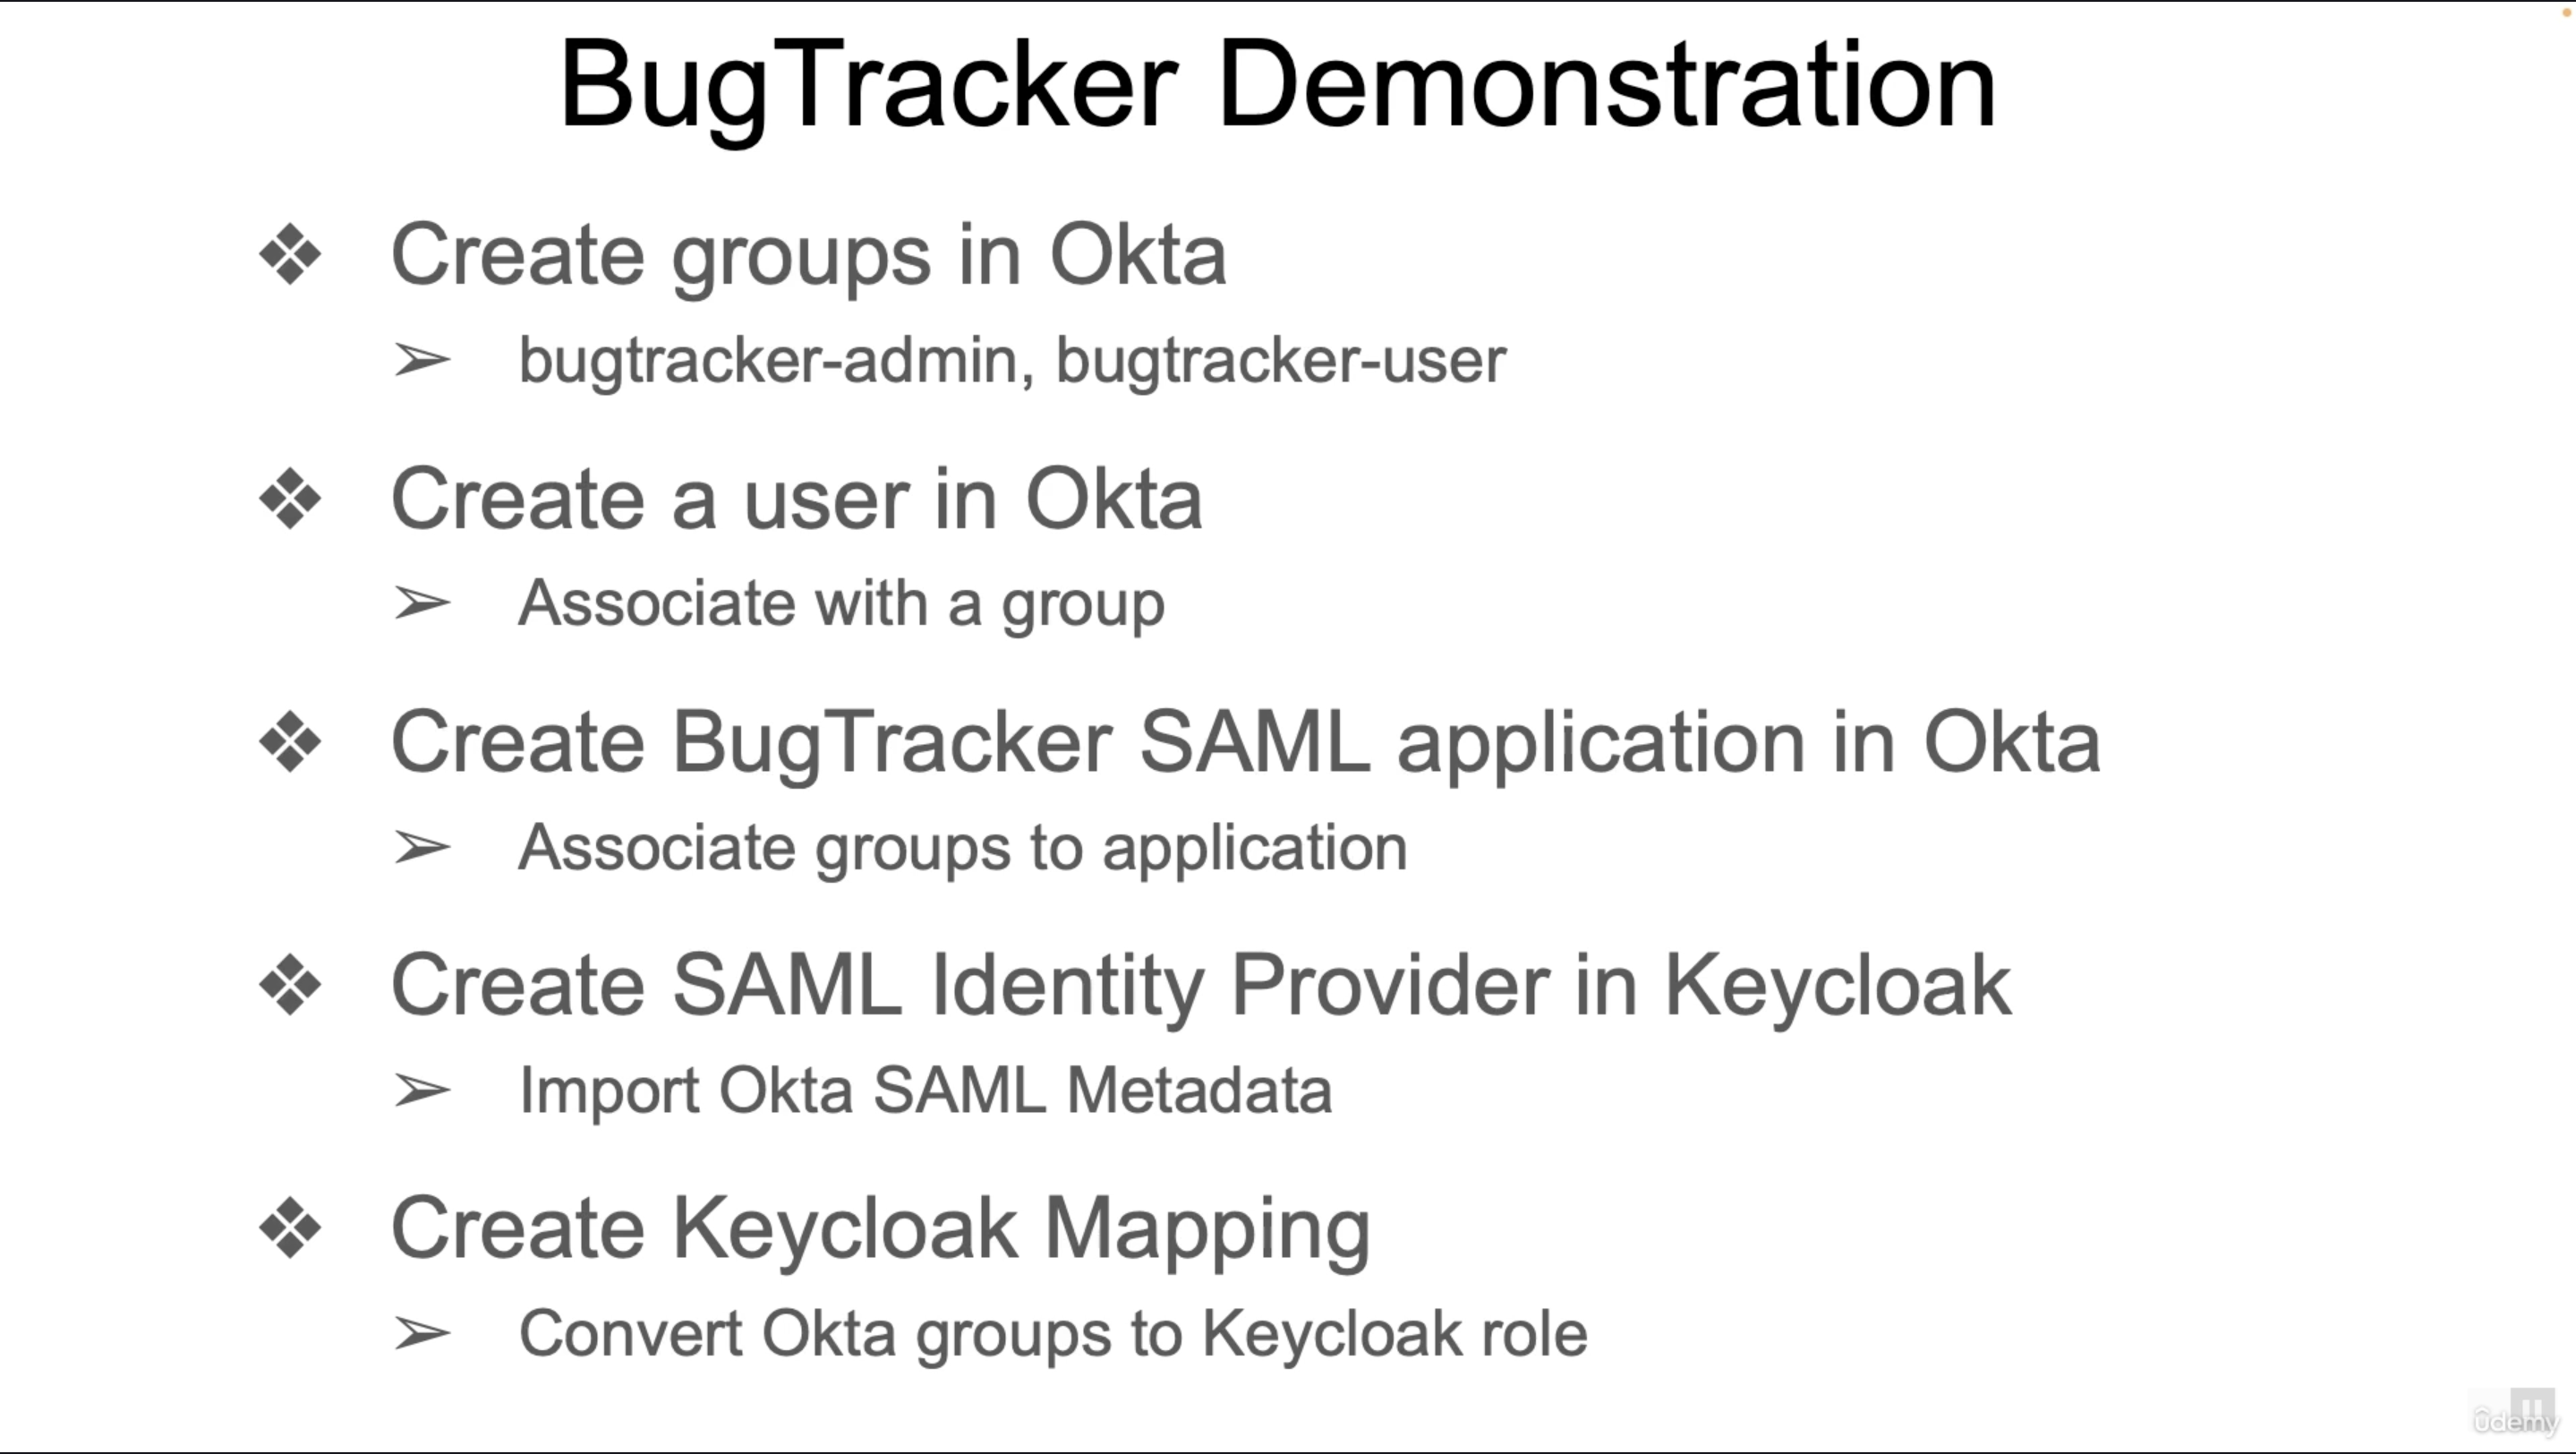 BugTracker Demonstration
❖ Create groups in Okta
➢ bugtracker-admin, bugtracker-user
❖ Create a user in Okta
➢ Associate with a group
❖ Create BugTracker SAML application in Okta
➢ Associate groups to application
❖ Create SAML Identity Provider in Keycloak
➢ Import Okta SAML Metadata
❖ Create Keycloak Mapping
➢ Convert Okta groups to Keycloak role
ûdemy